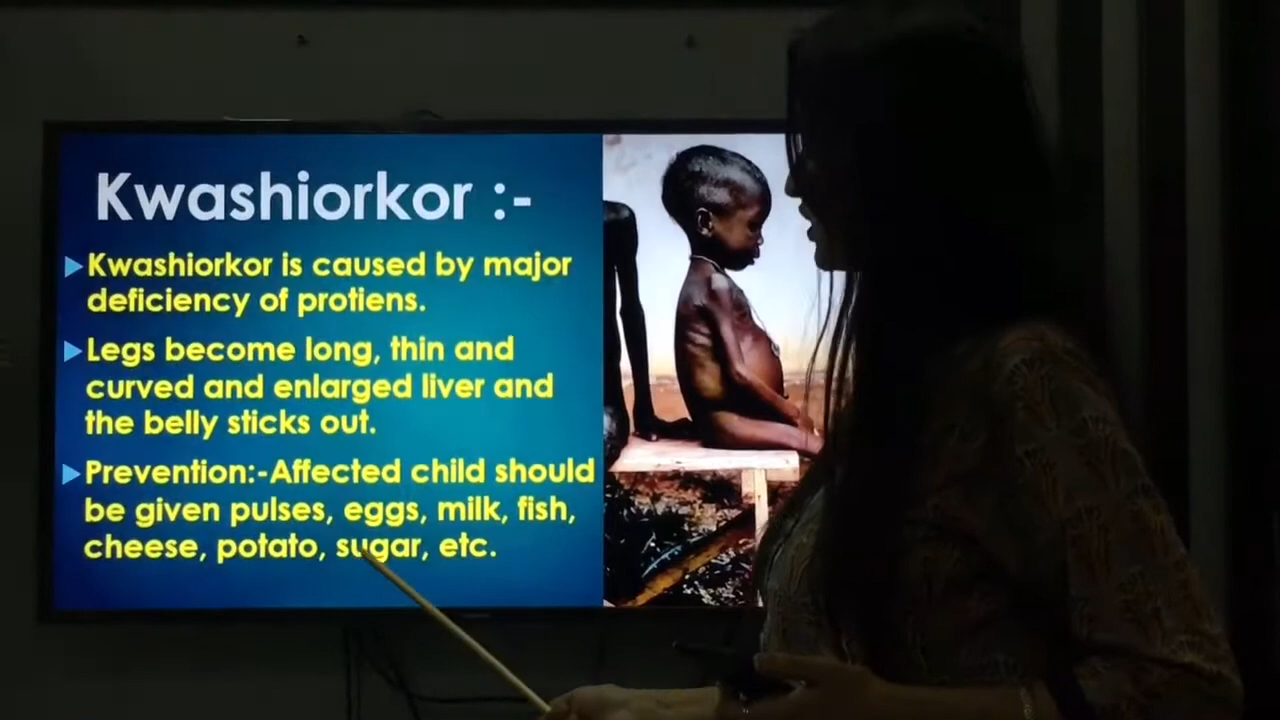 Kwashiorkor :-
Kwashiorkor is caused by major
deficiency of protiens.
Legs become long, thin and
curved and enlarged liver and
the belly sticks out.
Prevention:-Affected child should
be given pulses, eggs, milk, fish,
cheese, potato, sugar, etc.